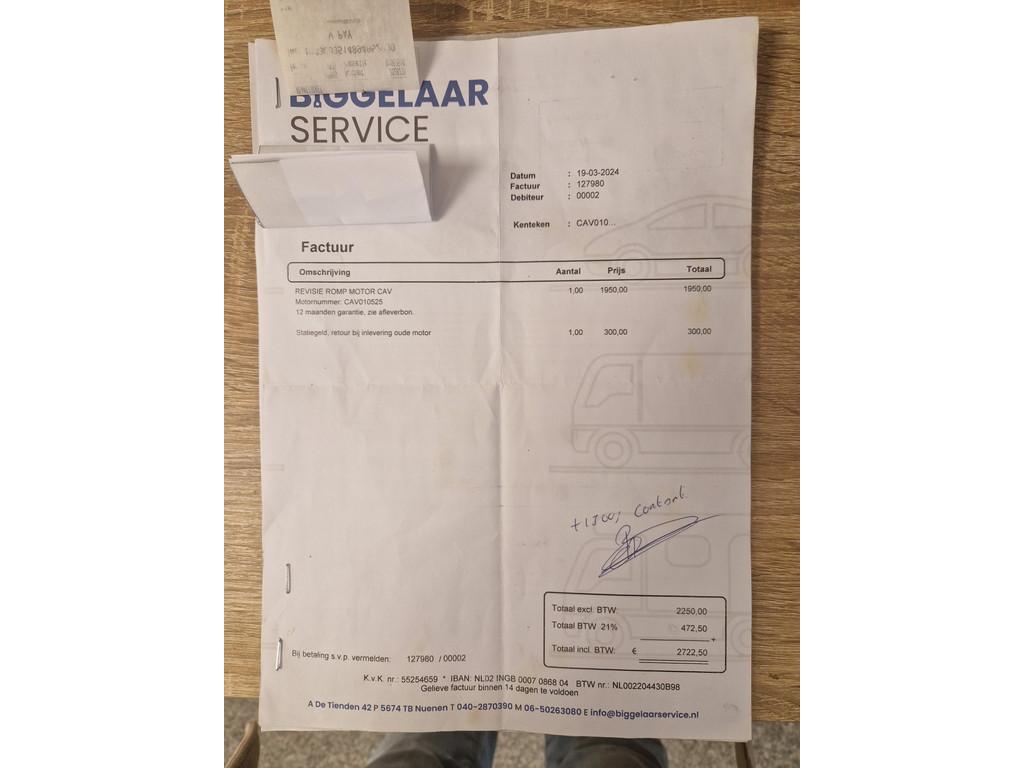 V PAY
BIGGELAAR
SERVICE
Datum : 19-03-2024
Factuur : 127980
Debiteur : 00002
Kenteken : CAV010...
Factuur
Omschrijving Aantal Prijs Totaal
REVISIE ROMP MOTOR CAV 1,00 1950,00 1950,00
Motornummer: CAV010525
12 maanden garantie, zie afleverbon.
Statiegeld, retour bij inlevering oude motor 1,00 300,00 300,00
Totaal excl. BTW: 2250,00
Totaal BTW 21% 472,50
+
Totaal incl. BTW: € 2722,50
Bij betaling s.v.p. vermelden: 127980 / 00002
K.v.K nr.: 55254659 * IBAN: NL02 INGB 0007 0868 04 BTW nr.: NL002204430B98
Gelieve factuur binnen 14 dagen te voldoen
A De Tienden 42 P 5674 TB Nuenen T 040-2870390 M 06-50263080 E info@biggelaarservice.nl